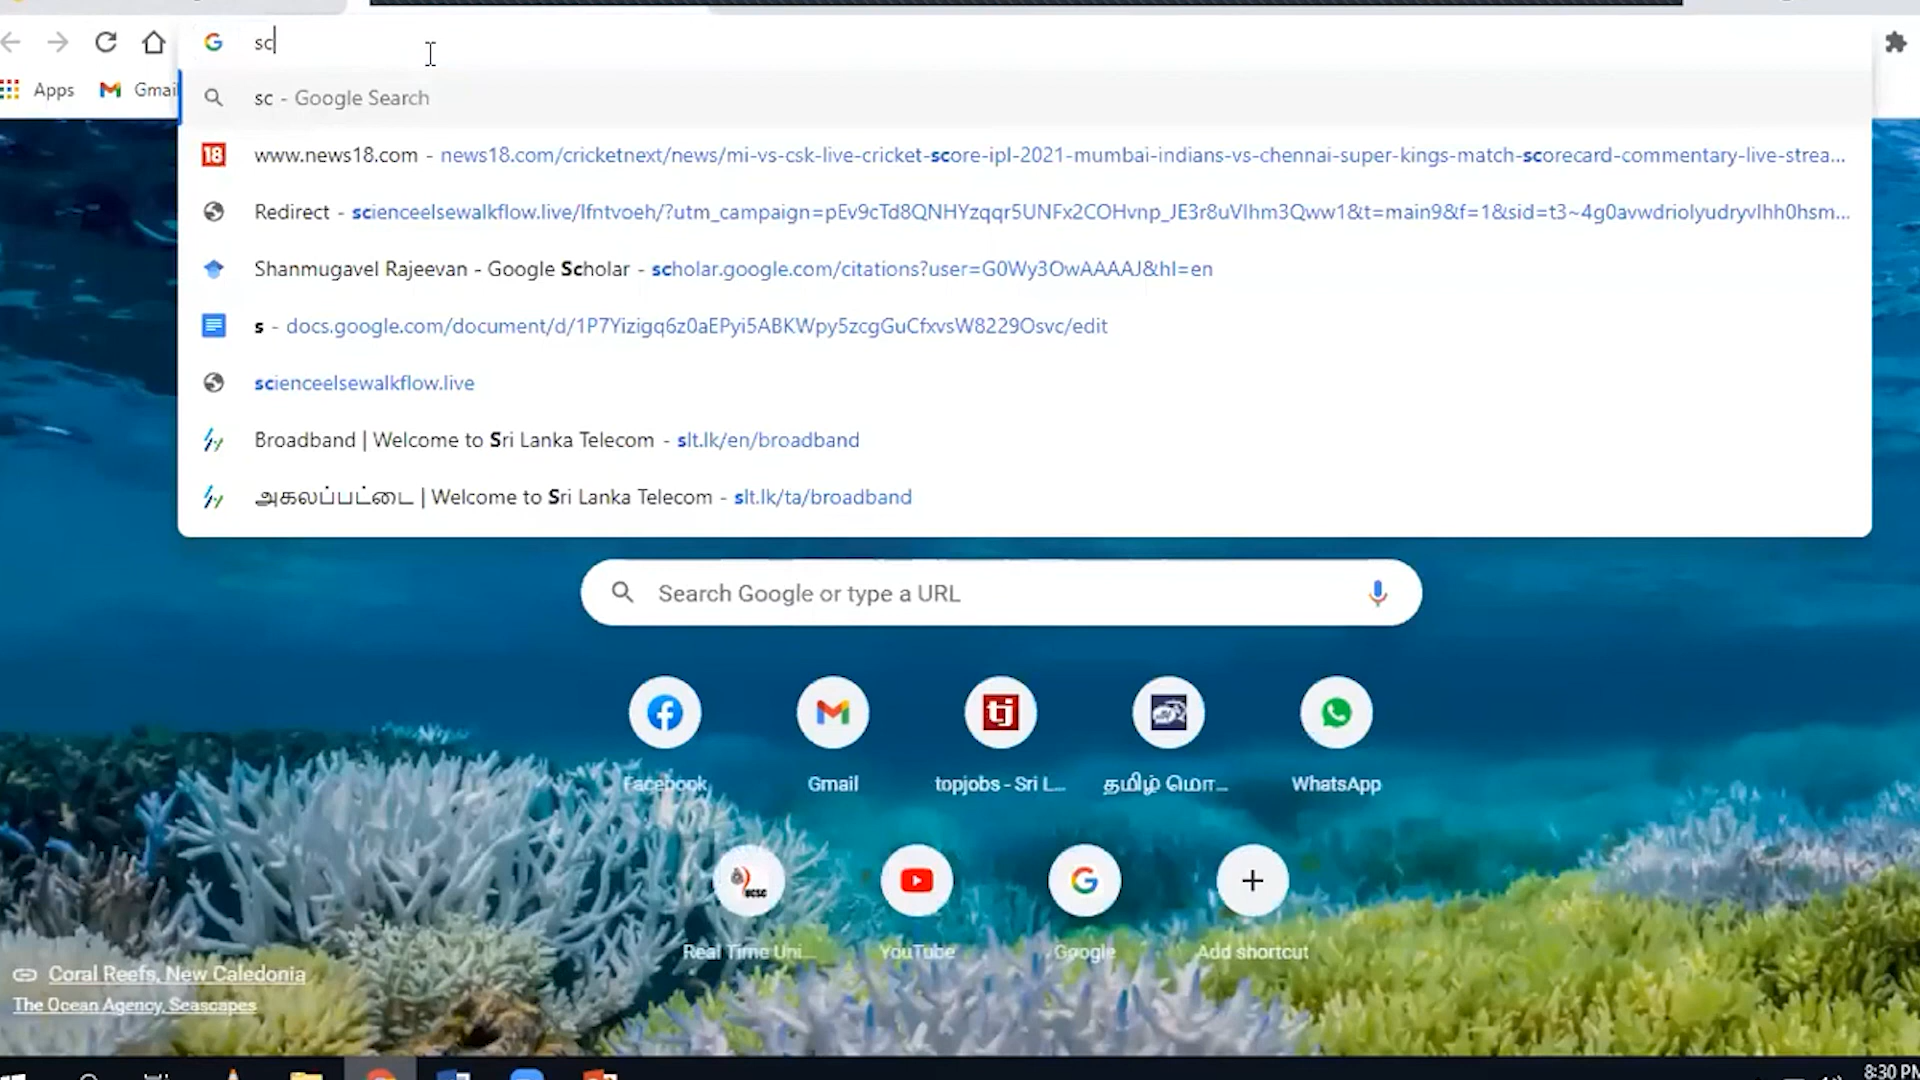 sc
Apps Gmai
sc - Google Search
www.news18.com - news18.com/cricketnext/news/mi-vs-csk-live-cricket-score-ipl-2021-mumbai-indians-vs-chennai-super-kings-match-scorecard-commentary-live-strea...
Redirect - scienceelsewalkflow.live/lfntvoeh/?utm_campaign=pEv9cTd8QNHYzqqr5UNFx2COHvnp_JE3r8uVlhm3Qww1&t=main9&f=1&sid=t3~4g0avwdriolyudryvlhh0hsm...
Shanmugavel Rajeevan - Google Scholar - scholar.google.com/citations?user=G0Wy3OwAAAAJ&hl=en
s - docs.google.com/document/d/1P7Yizigq6z0aEPyi5ABKWpy5zcgGuCfxvsW8229Osvc/edit
scienceelsewalkflow.live
Broadband | Welcome to Sri Lanka Telecom - slt.lk/en/broadband
அகலப்பட்டை | Welcome to Sri Lanka Telecom - slt.lk/ta/broadband
Search Google or type a URL
Facebook Gmail topjobs - Sri L... தமிழ் மொ... WhatsApp
Real Time Uni... YouTube Google Add shortcut
Coral Reefs, New Caledonia
The Ocean Agency, Seascapes
8:30 PM